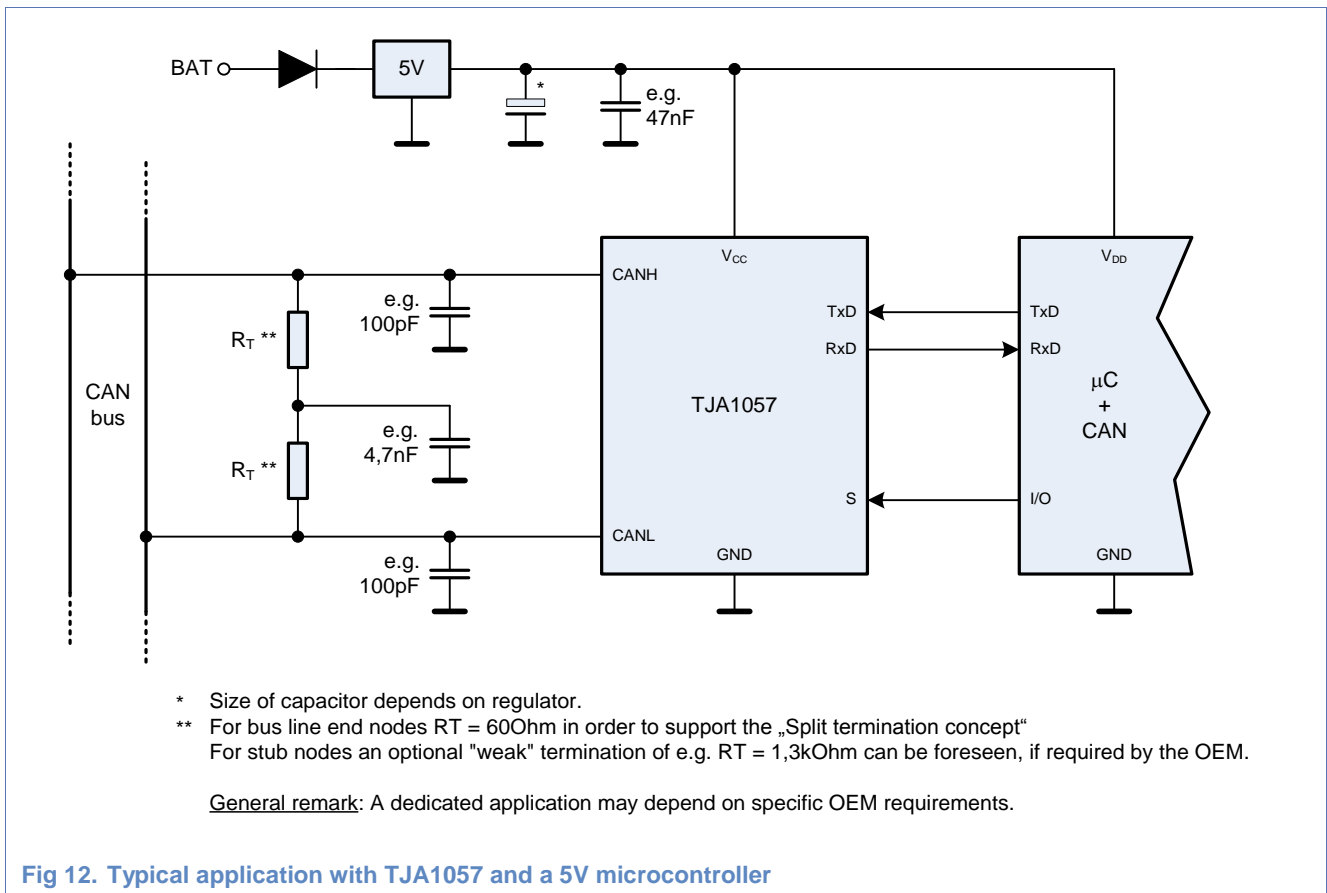 BAT
5V
*
e.g.
47nF
CANH
VCC
VDD
e.g.
100pF
TxD
TxD
RT **
RxD
RxD
CAN
bus
TJA1057
µC
+
CAN
e.g.
4,7nF
RT **
S
I/O
CANL
e.g.
100pF
GND
GND
* Size of capacitor depends on regulator.
** For bus line end nodes RT = 60Ohm in order to support the „Split termination concept“
For stub nodes an optional "weak" termination of e.g. RT = 1,3kOhm can be foreseen, if required by the OEM.
General remark: A dedicated application may depend on specific OEM requirements.
Fig 12. Typical application with TJA1057 and a 5V microcontroller